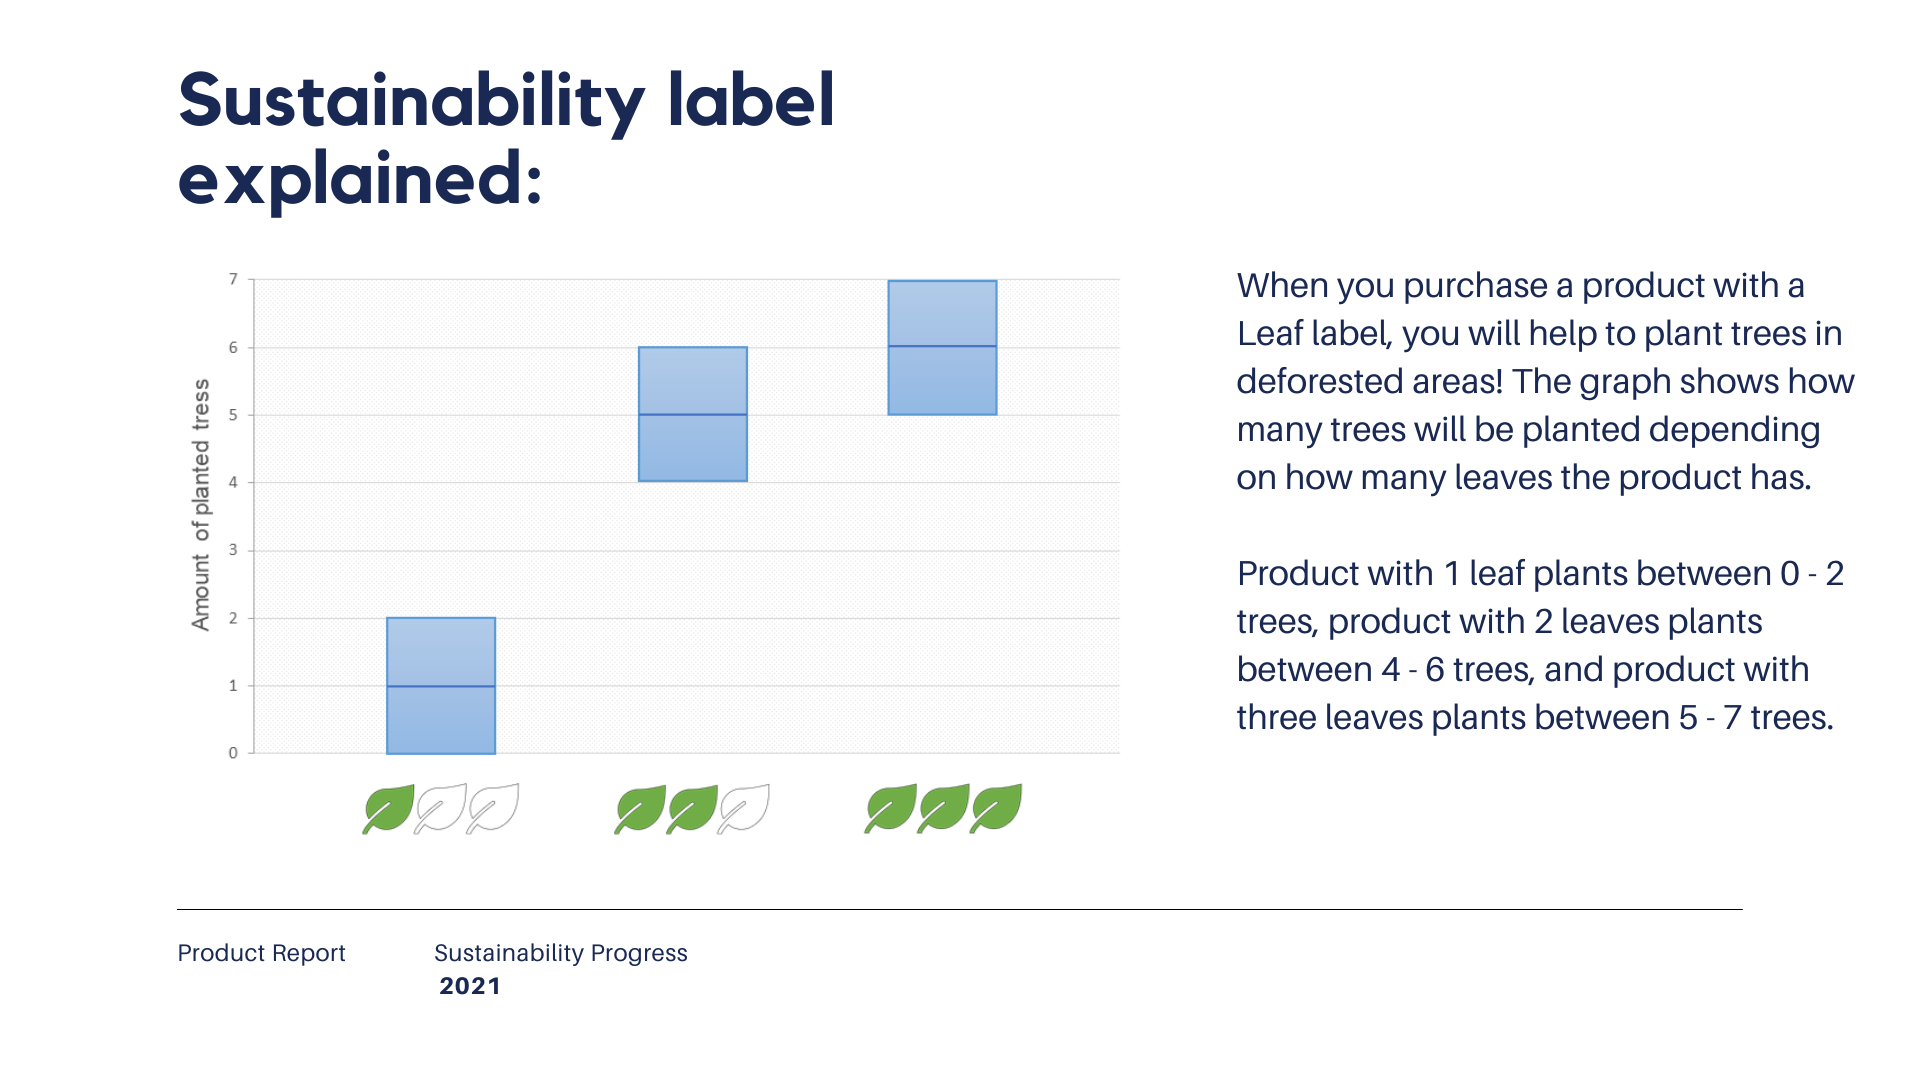 Sustainability label
explained:
7
6
5
4
3
2
1
0
Amount of planted tress
When you purchase a product with a
Leaf label, you will help to plant trees in
deforested areas! The graph shows how
many trees will be planted depending
on how many leaves the product has.
Product with 1 leaf plants between 0 - 2
trees, product with 2 leaves plants
between 4 - 6 trees, and product with
three leaves plants between 5 - 7 trees.
Product Report
Sustainability Progress
2021